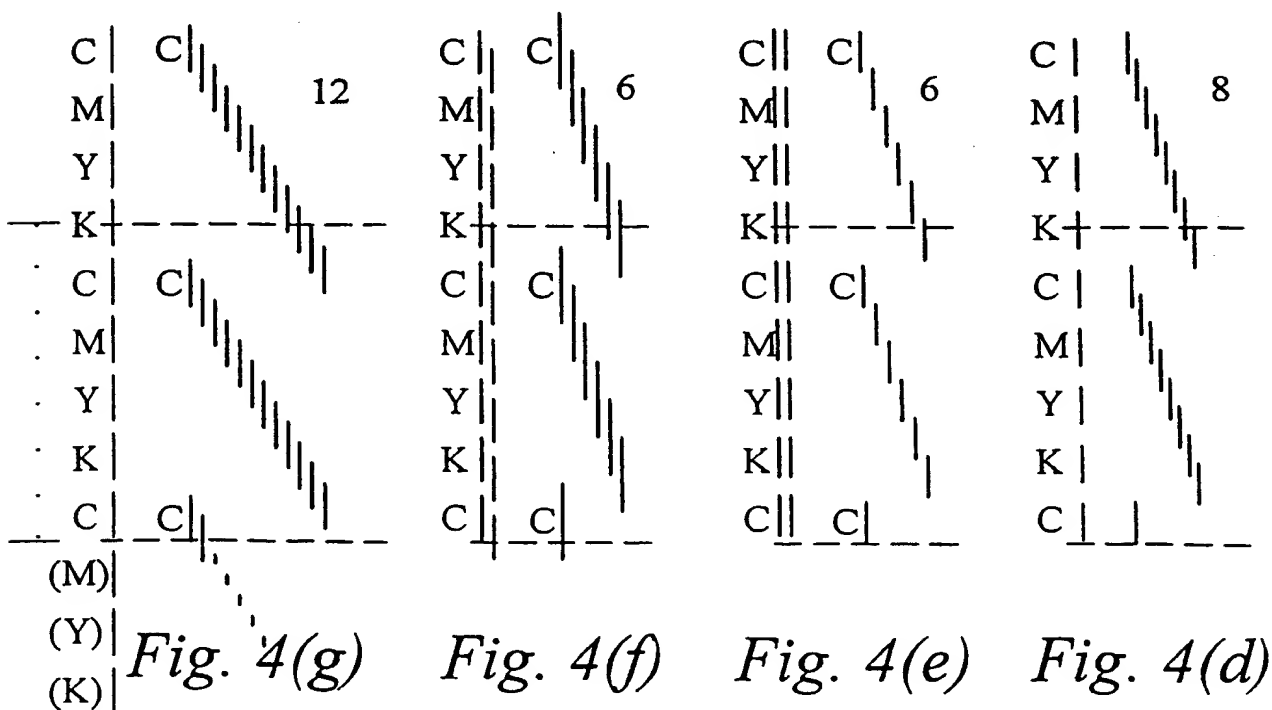 C C C C C C C
12 6 6 8
M M M M
Y Y Y Y
K K K K
C C C C C C C
M M M M
Y Y Y Y
K K K K
C C C C C C C
(M)
(Y)
Fig. 4(g) Fig. 4(f) Fig. 4(e) Fig. 4(d)
(K)